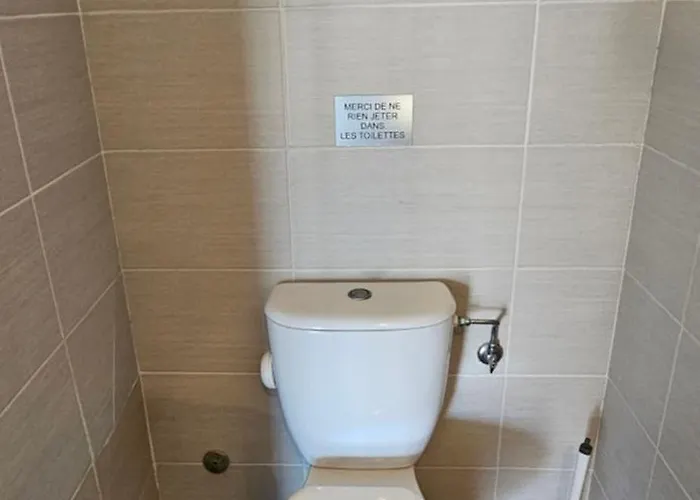 MERCI DE NE
RIEN JETER
DANS
LES TOILETTES